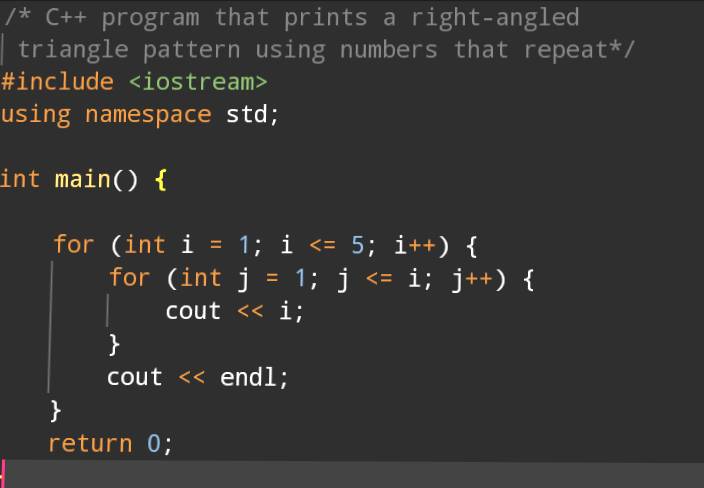 /* C++ program that prints a right-angled
triangle pattern using numbers that repeat*/
#include <iostream>
using namespace std;
int main() {
for (int i = 1; i <= 5; i++) {
for (int j = 1; j <= i; j++) {
cout << i;
}
cout << endl;
}
return 0;